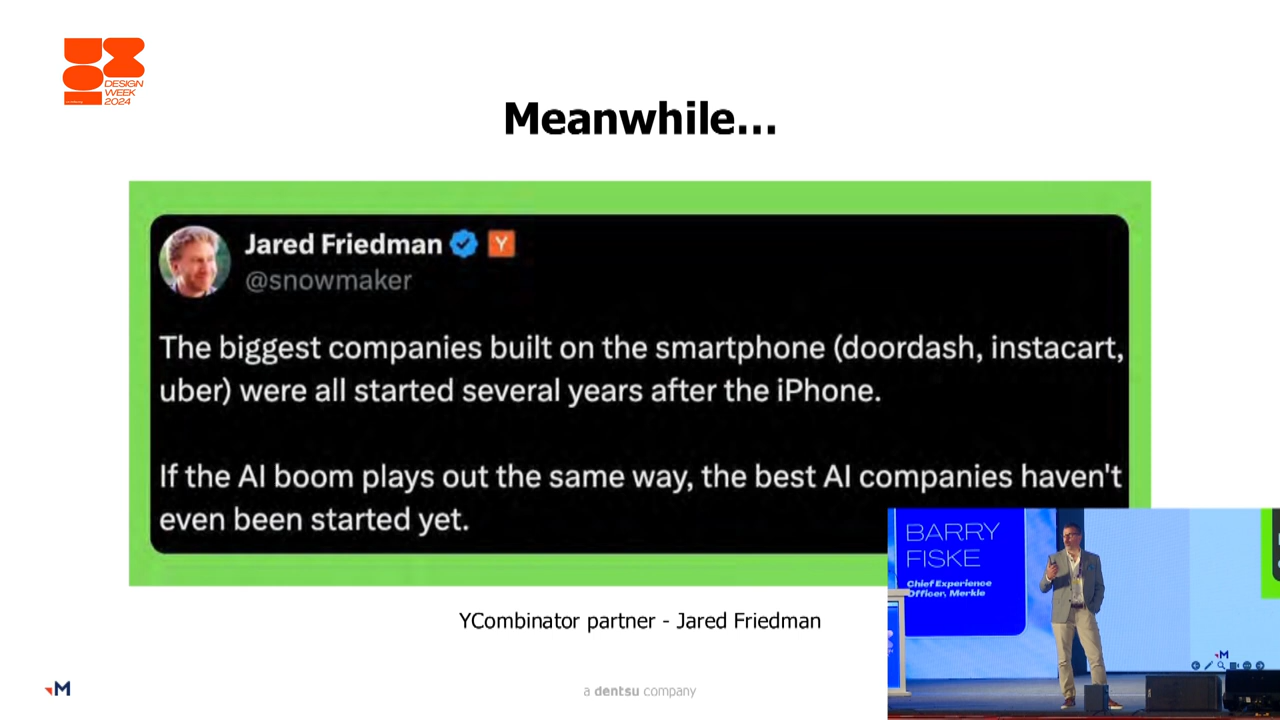 DESIGN
WEEK
2024
Meanwhile...
Jared Friedman
Y
@snowmaker
The biggest companies built on the smartphone (doordash, instacart,
uber) were all started several years after the iPhone.
If the AI boom plays out the same way, the best AI companies haven't
even been started yet.
BARRY
FISKE
Chief Experience
Officer, Merkle
YCombinator partner - Jared Friedman
M
M
a dentsu company